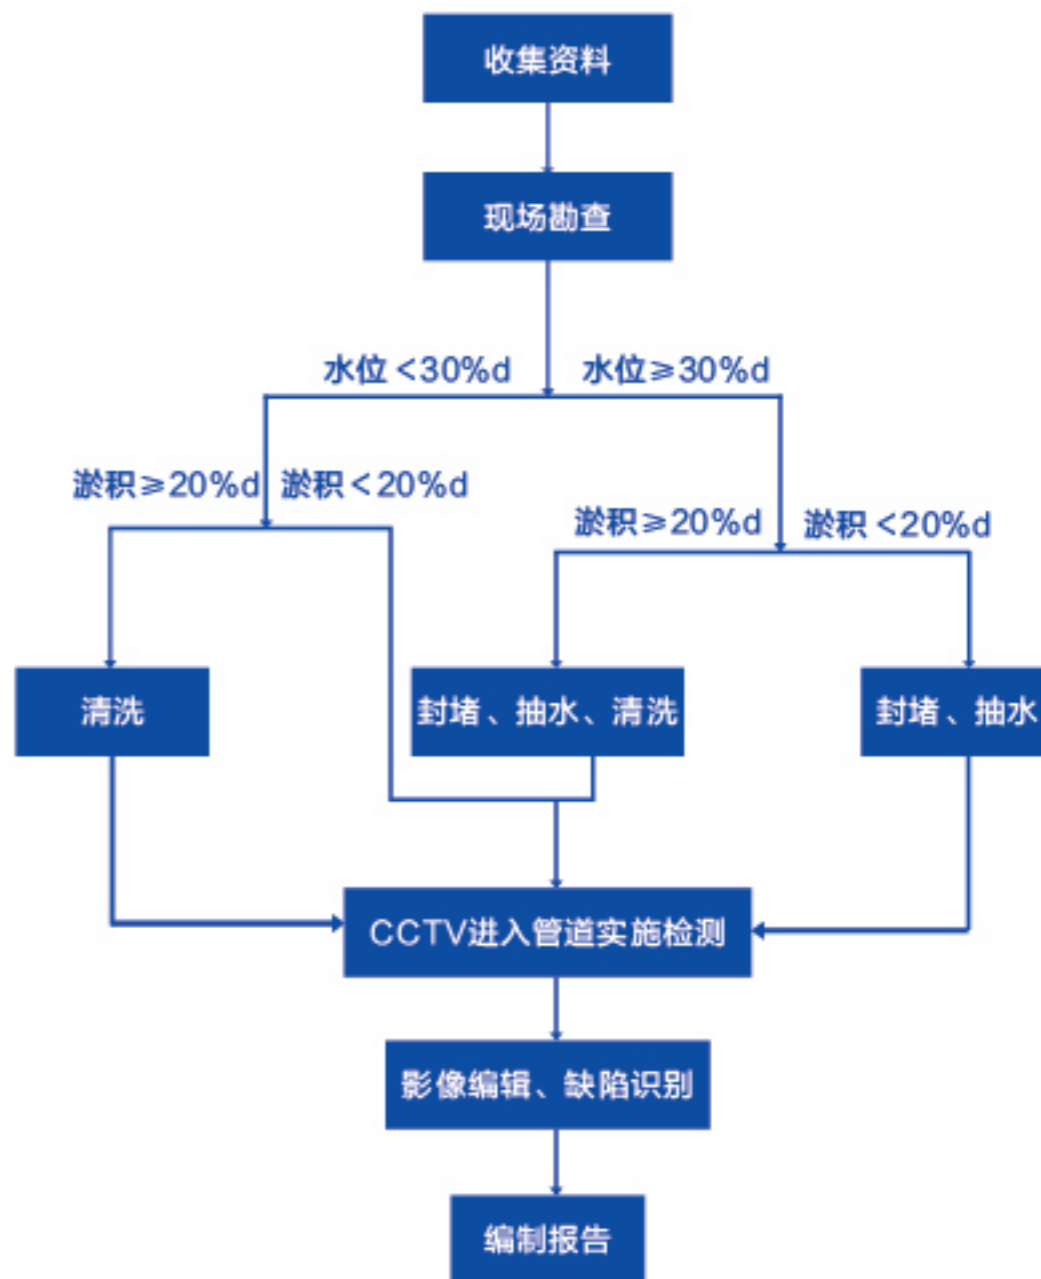 收集资料
现场勘查
水位<30%d
水位≥30%d
淤积≥20%d
淤积<20%d
淤积≥20%d
淤积<20%d
清洗
封堵、抽水、清洗
封堵、抽水
CCTV进入管道实施检测
影像编辑、缺陷识别
编制报告